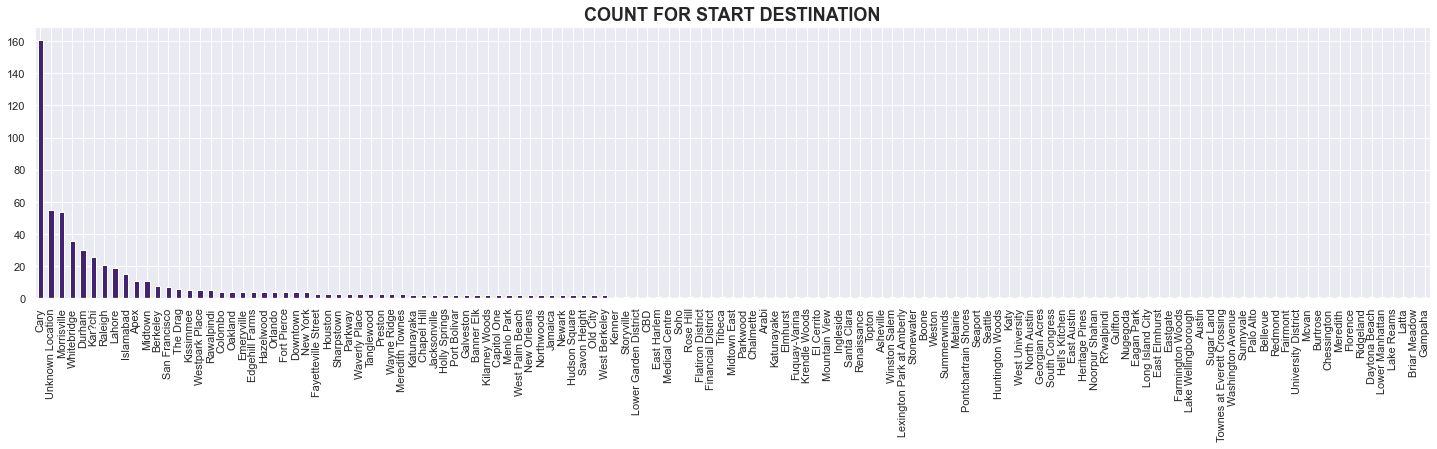 COUNT FOR START DESTINATION
160
140
120
100
80
60
40
20
0
Cary
Unknown Location
Morrisville
Whitebridge
Durham
Kar?chi
Raleigh
Lahore
Islamabad
Apex
Midtown
Berkeley
San Francisco
The Drag
Kissimmee
Westpark Place
Rawalpindi
Colombo
Oakland
Emeryville
Edgehill Farms
Hazelwood
Orlando
Fort Pierce
Downtown
New York
Fayetteville Street
Houston
Sharpstown
Parkway
Waverly Place
Tanglewood
Preston
Wayne Ridge
Meredith Townes
Katunayaka
Chapel Hill
Jacksonville
Holly Springs
Port Bolivar
Galveston
Banner Elk
Kilarney Woods
Capitol One
Menlo Park
West Palm Beach
New Orleans
Northwoods
Jamaica
Newark
Hudson Square
Savon Height
Old City
West Berkeley
Kenner
Storyville
Lower Garden District
CBD
East Harlem
Medical Centre
Soho
Rose Hill
Flatiron District
Financial District
Tribeca
Midtown East
Parkwood
Chalmette
Arabi
Katunayake
Elmhurst
Fuquay-Varina
Krendle Woods
El Cerrito
Mountain View
Ingleside
Santa Clara
Renaissance
Topton
Asheville
Winston Salem
Lexington Park at Amberly
Stonewater
Boone
Weston
Summerwinds
Metairie
Pontchartrain Shores
Seaport
Seattle
Huntington Woods
Katy
West University
North Austin
Georgian Acres
South Congress
Hell's Kitchen
East Austin
Heritage Pines
Noorpur Shahan
R?walpindi
Gulfton
Nugegoda
Eagan Park
Long Island City
East Elmhurst
Eastgate
Farmington Woods
Lake Wellingborough
Austin
Sugar Land
Townes at Everett Crossing
Washington Avenue
Sunnyvale
Palo Alto
Bellevue
Redmond
Fairmont
University District
Mcvan
Burtrose
Chessington
Meredith
Florence
Ridgeland
Daytona Beach
Lower Manhattan
Lake Reams
Latta
Briar Meadow
Gampaha